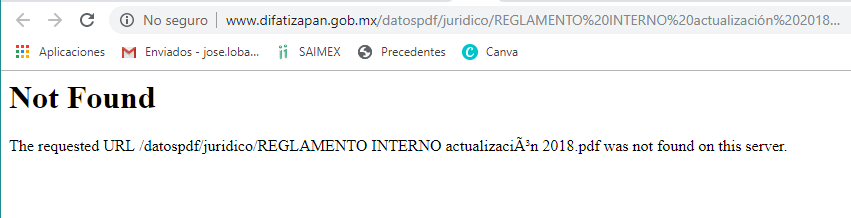 No seguro | www.difatizapan.gob.mx/datospdf/juridico/REGLAMENTO%20INTERNO%20actualización%202018...
Aplicaciones Enviados - jose.loba... SAIMEX Precedentes Canva
Not Found
The requested URL /datospdf/juridico/REGLAMENTO INTERNO actualizaciÃ³n 2018.pdf was not found on this server.